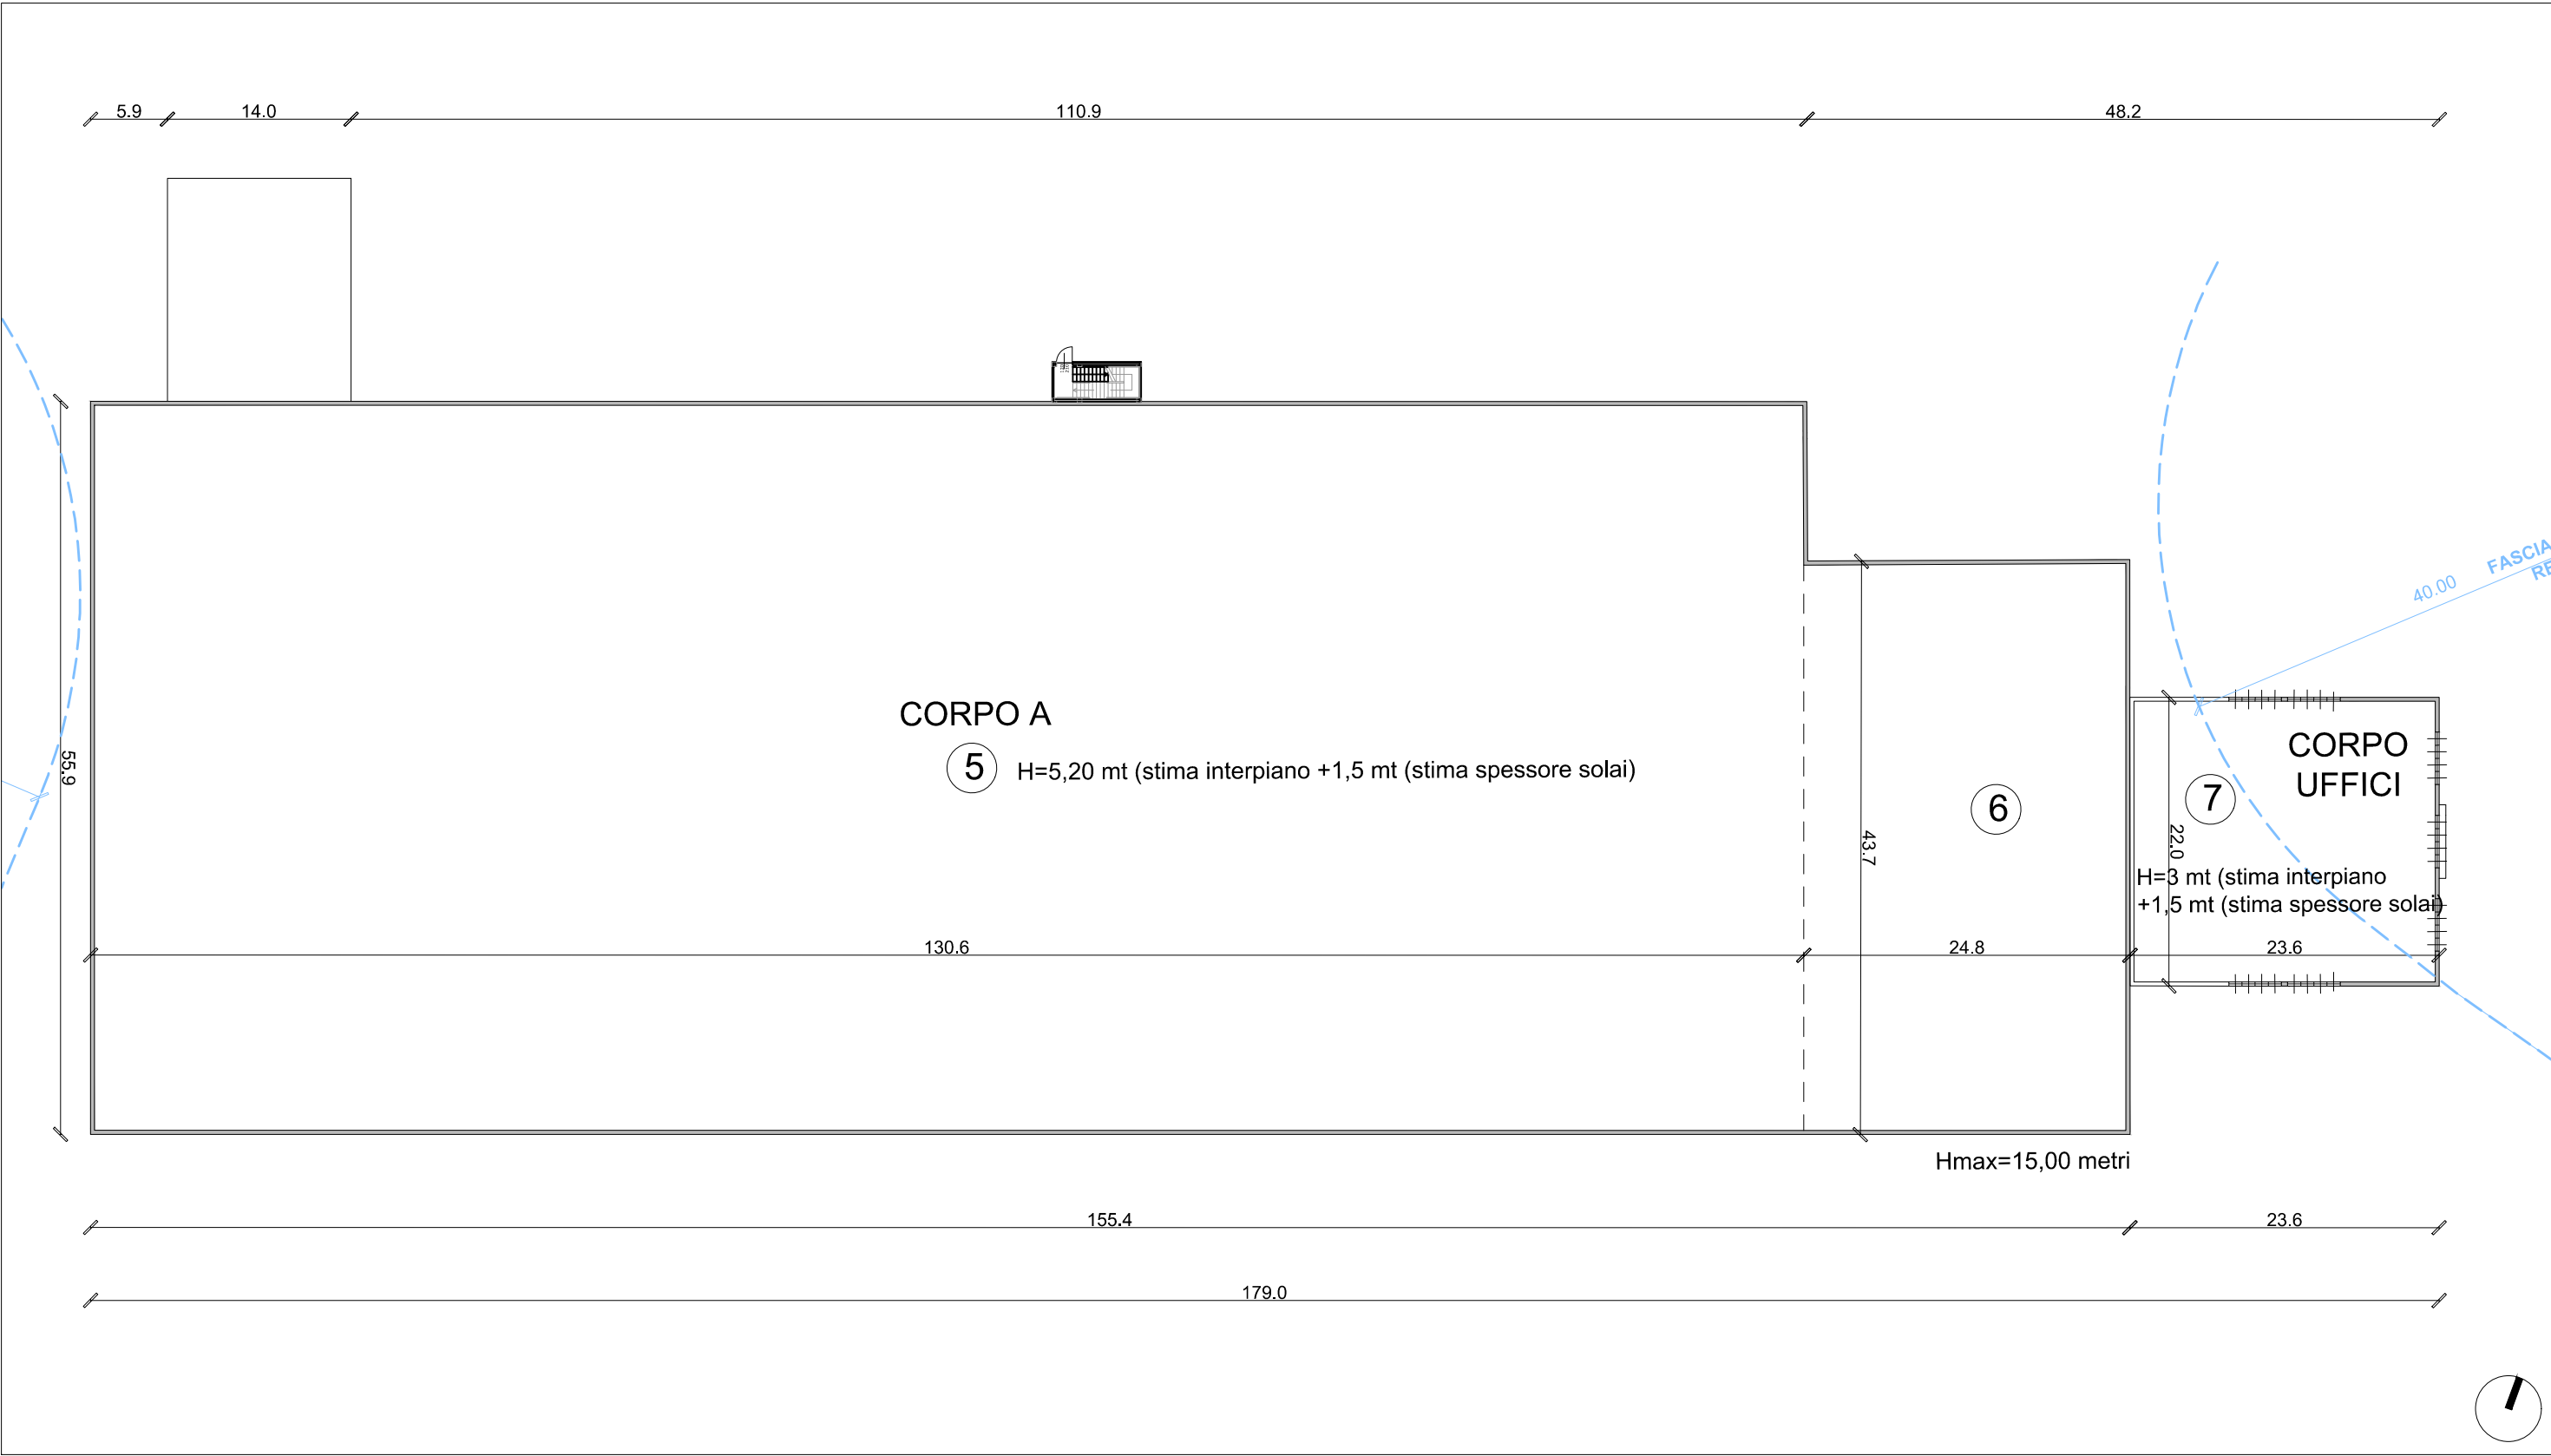 5.9
14.0
110.9
48.2
FASCIA
RE
40.00
CORPO A
5
H=5,20 mt (stima interpiano +1,5 mt (stima spessore solai)
55.9
43.7
6
CORPO
UFFICI
7
22.0
H=3 mt (stima interpiano
+1,5 mt (stima spessore solai)
130.6
24.8
23.6
Hmax=15,00 metri
155.4
23.6
179.0